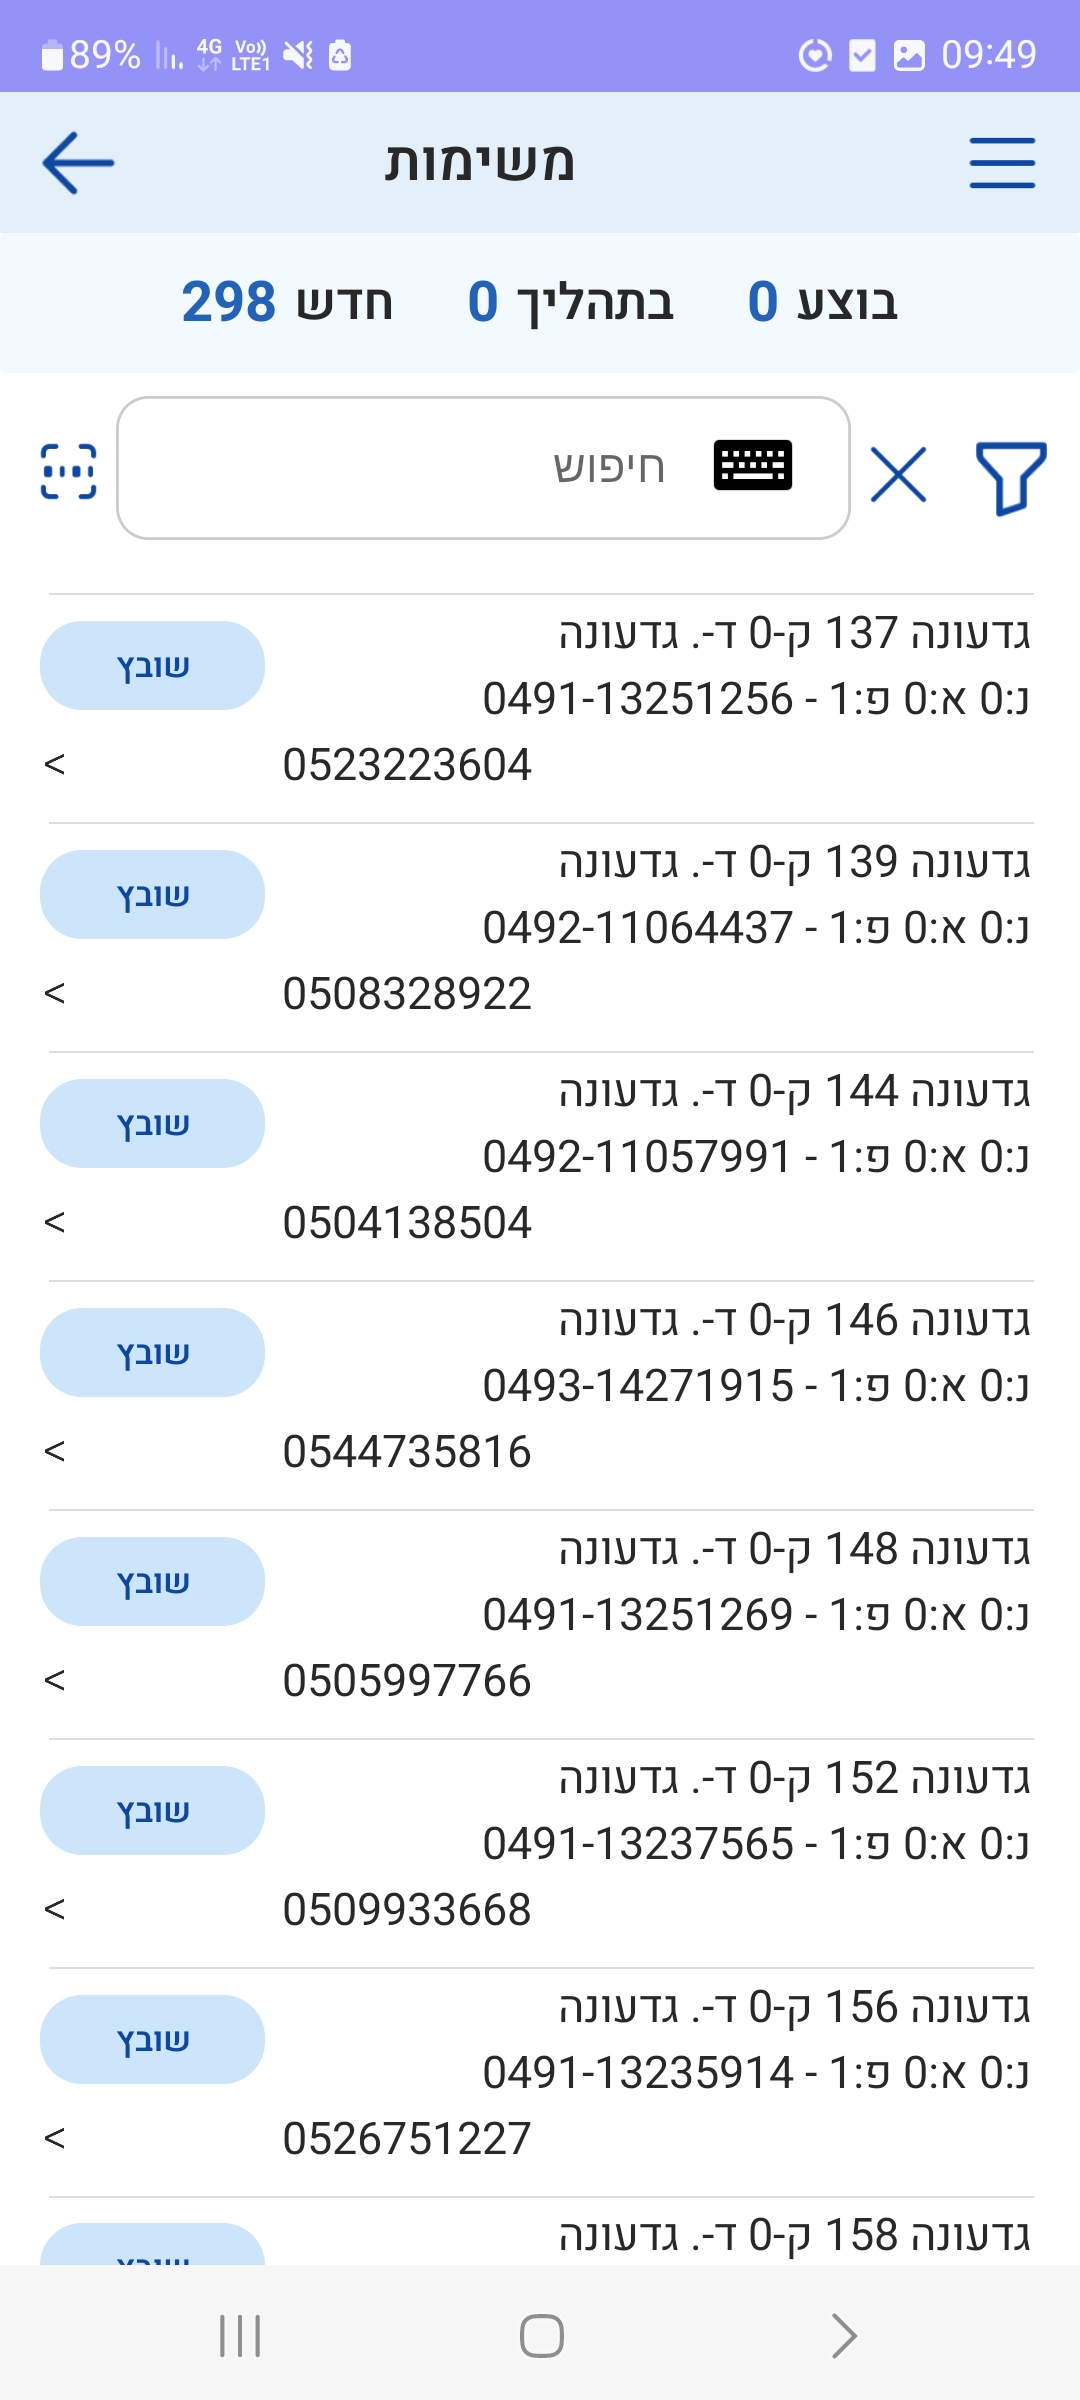 89% 4G Vo)) LTE1 09:49
משימות
בוצע 0 בתהליך 0 חדש 298
חיפוש
גדעונה 137 ק-0 ד-. גדעונה
שובץ
נ:0 א:0 פ:1 - 0491-13251256
0523223604
<
גדעונה 139 ק-0 ד-. גדעונה
שובץ
נ:0 א:0 פ:1 - 0492-11064437
0508328922
<
גדעונה 144 ק-0 ד-. גדעונה
שובץ
נ:0 א:0 פ:1 - 0492-11057991
0504138504
<
גדעונה 146 ק-0 ד-. גדעונה
שובץ
נ:0 א:0 פ:1 - 0493-14271915
0544735816
<
גדעונה 148 ק-0 ד-. גדעונה
שובץ
נ:0 א:0 פ:1 - 0491-13251269
0505997766
<
גדעונה 152 ק-0 ד-. גדעונה
שובץ
נ:0 א:0 פ:1 - 0491-13237565
0509933668
<
גדעונה 156 ק-0 ד-. גדעונה
שובץ
נ:0 א:0 פ:1 - 0491-13235914
0526751227
<
גדעונה 158 ק-0 ד-. גדעונה
שובץ